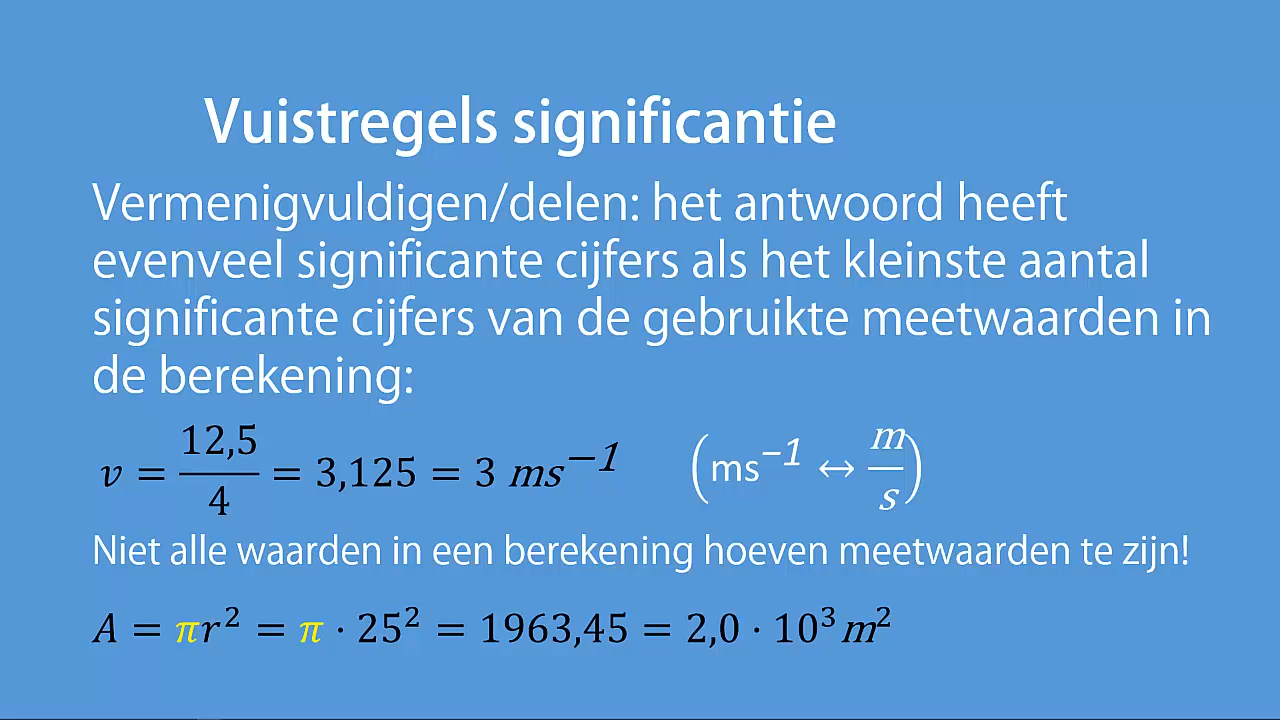 Vuistregels significantie
Vermenigvuldigen/delen: het antwoord heeft
evenveel significante cijfers als het kleinste aantal
significante cijfers van de gebruikte meetwaarden in
de berekening:
v = 12,5/4 = 3,125 = 3 ms⁻¹ (ms⁻¹ ↔ m/s)
Niet alle waarden in een berekening hoeven meetwaarden te zijn!
A = πr² = π · 25² = 1963,45 = 2,0 · 10³ m²